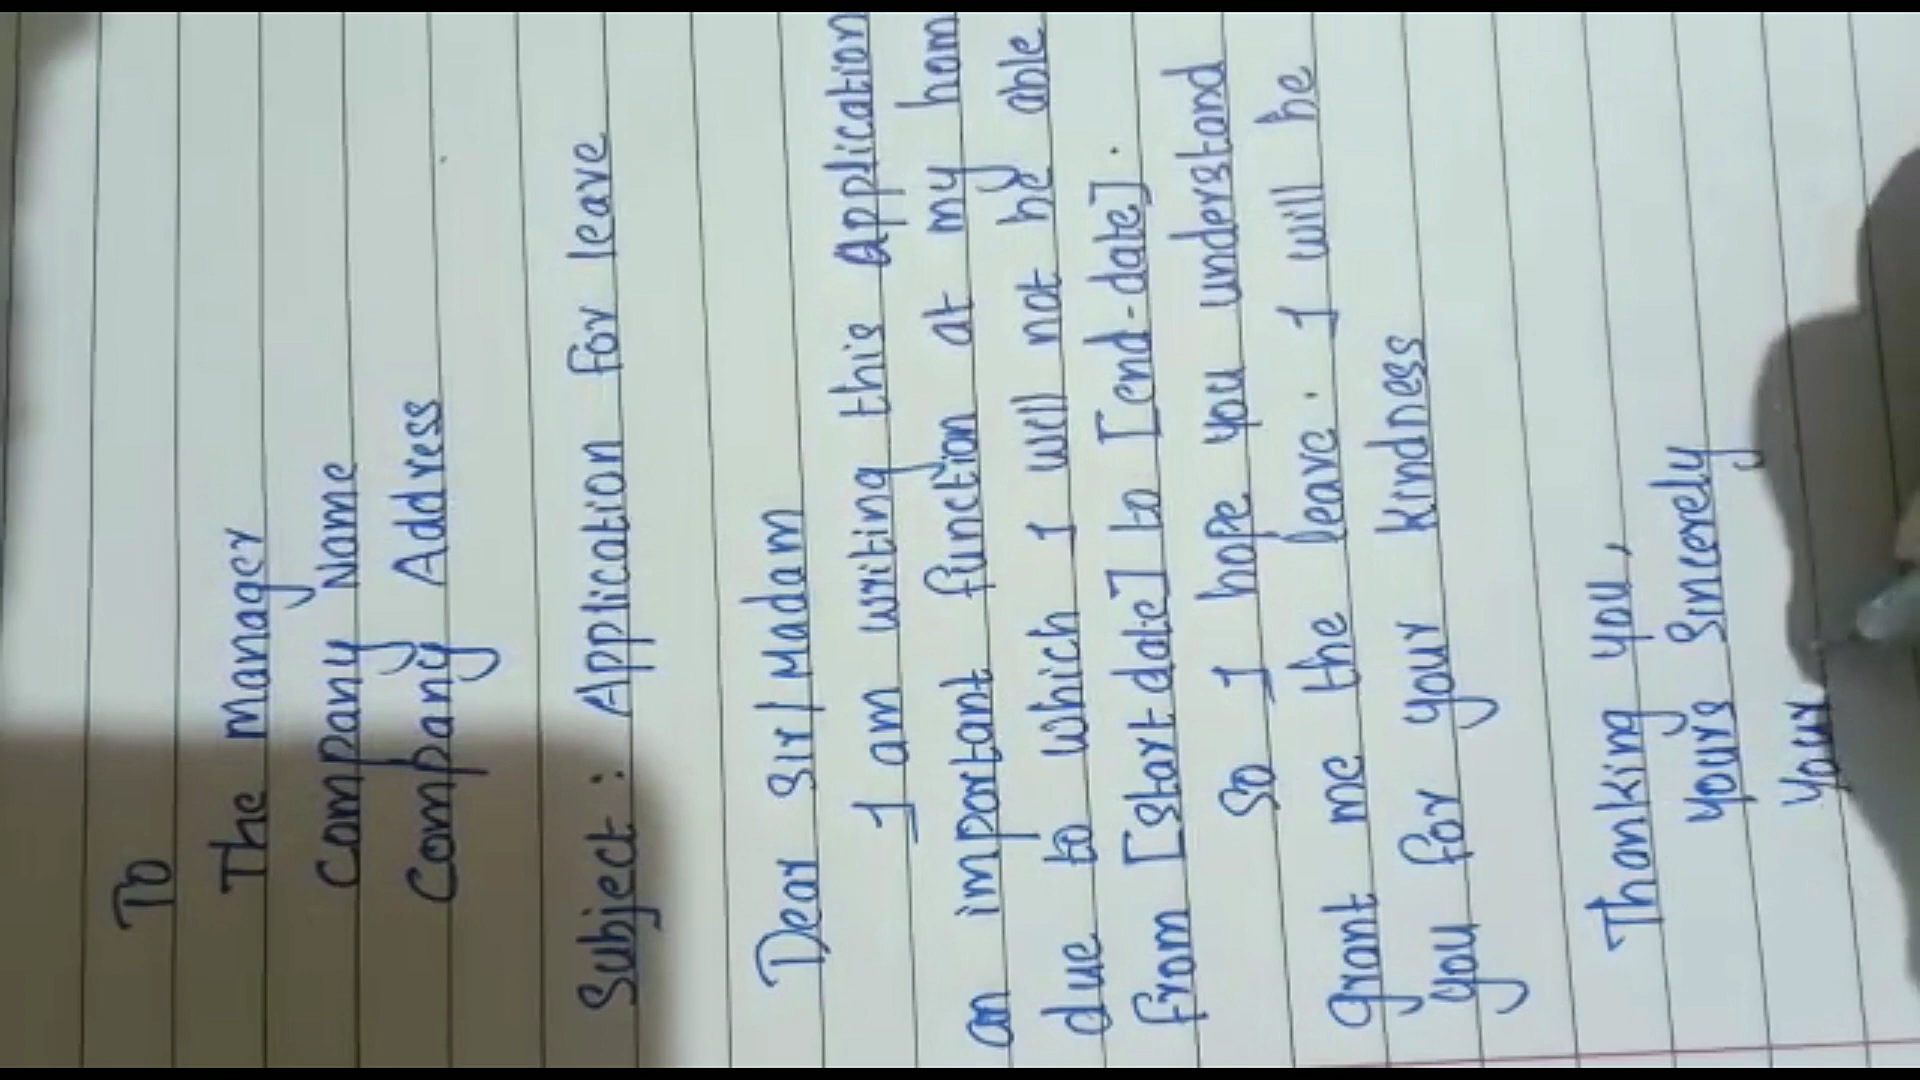 To
The Manager
Company Name
Company Address
Subject: Application for leave
Dear Sir/Madam
I am writing this application
an important function at my hom
due to which I will not be able
from [start date] to [end-date].
So I hope you understand
grant me the leave. I will be
you for your kindness
Thanking you,
yours Sincerely
your